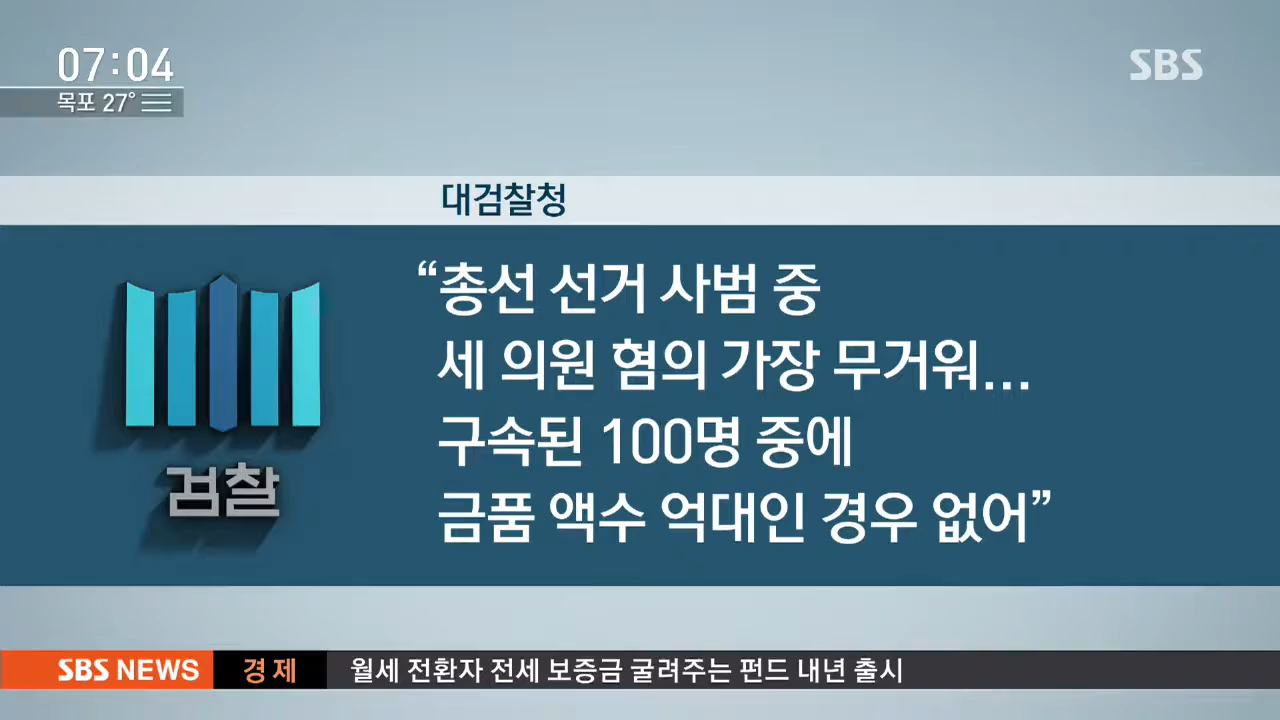 07:04
SBS
목포 27°
대검찰청
“총선 선거 사범 중
세 의원 혐의 가장 무거워...
구속된 100명 중에
금품 액수 억대인 경우 없어”
검찰
SBS NEWS 경제 월세 전환자 전세 보증금 굴려주는 펀드 내년 출시